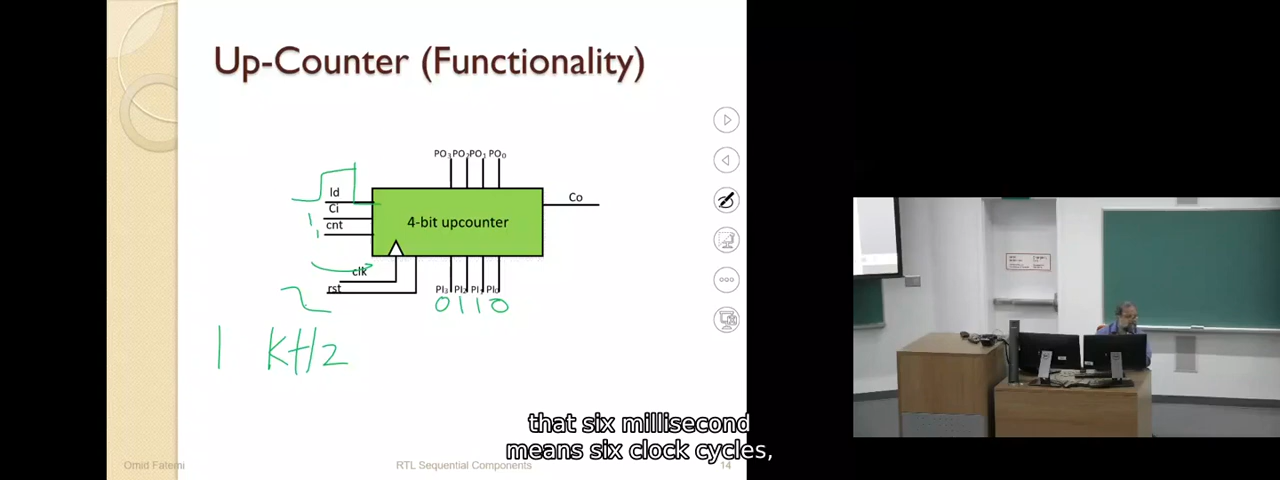 Up-Counter (Functionality)
PO3 PO2 PO1 PO0
ld
Ci
cnt
4-bit upcounter
Co
clk
rst
PI3 PI2 PI1 PI0
0110
1 KHz
that six millisecond
means six clock cycles,
Omid Fatemi
RTL Sequential Components
14